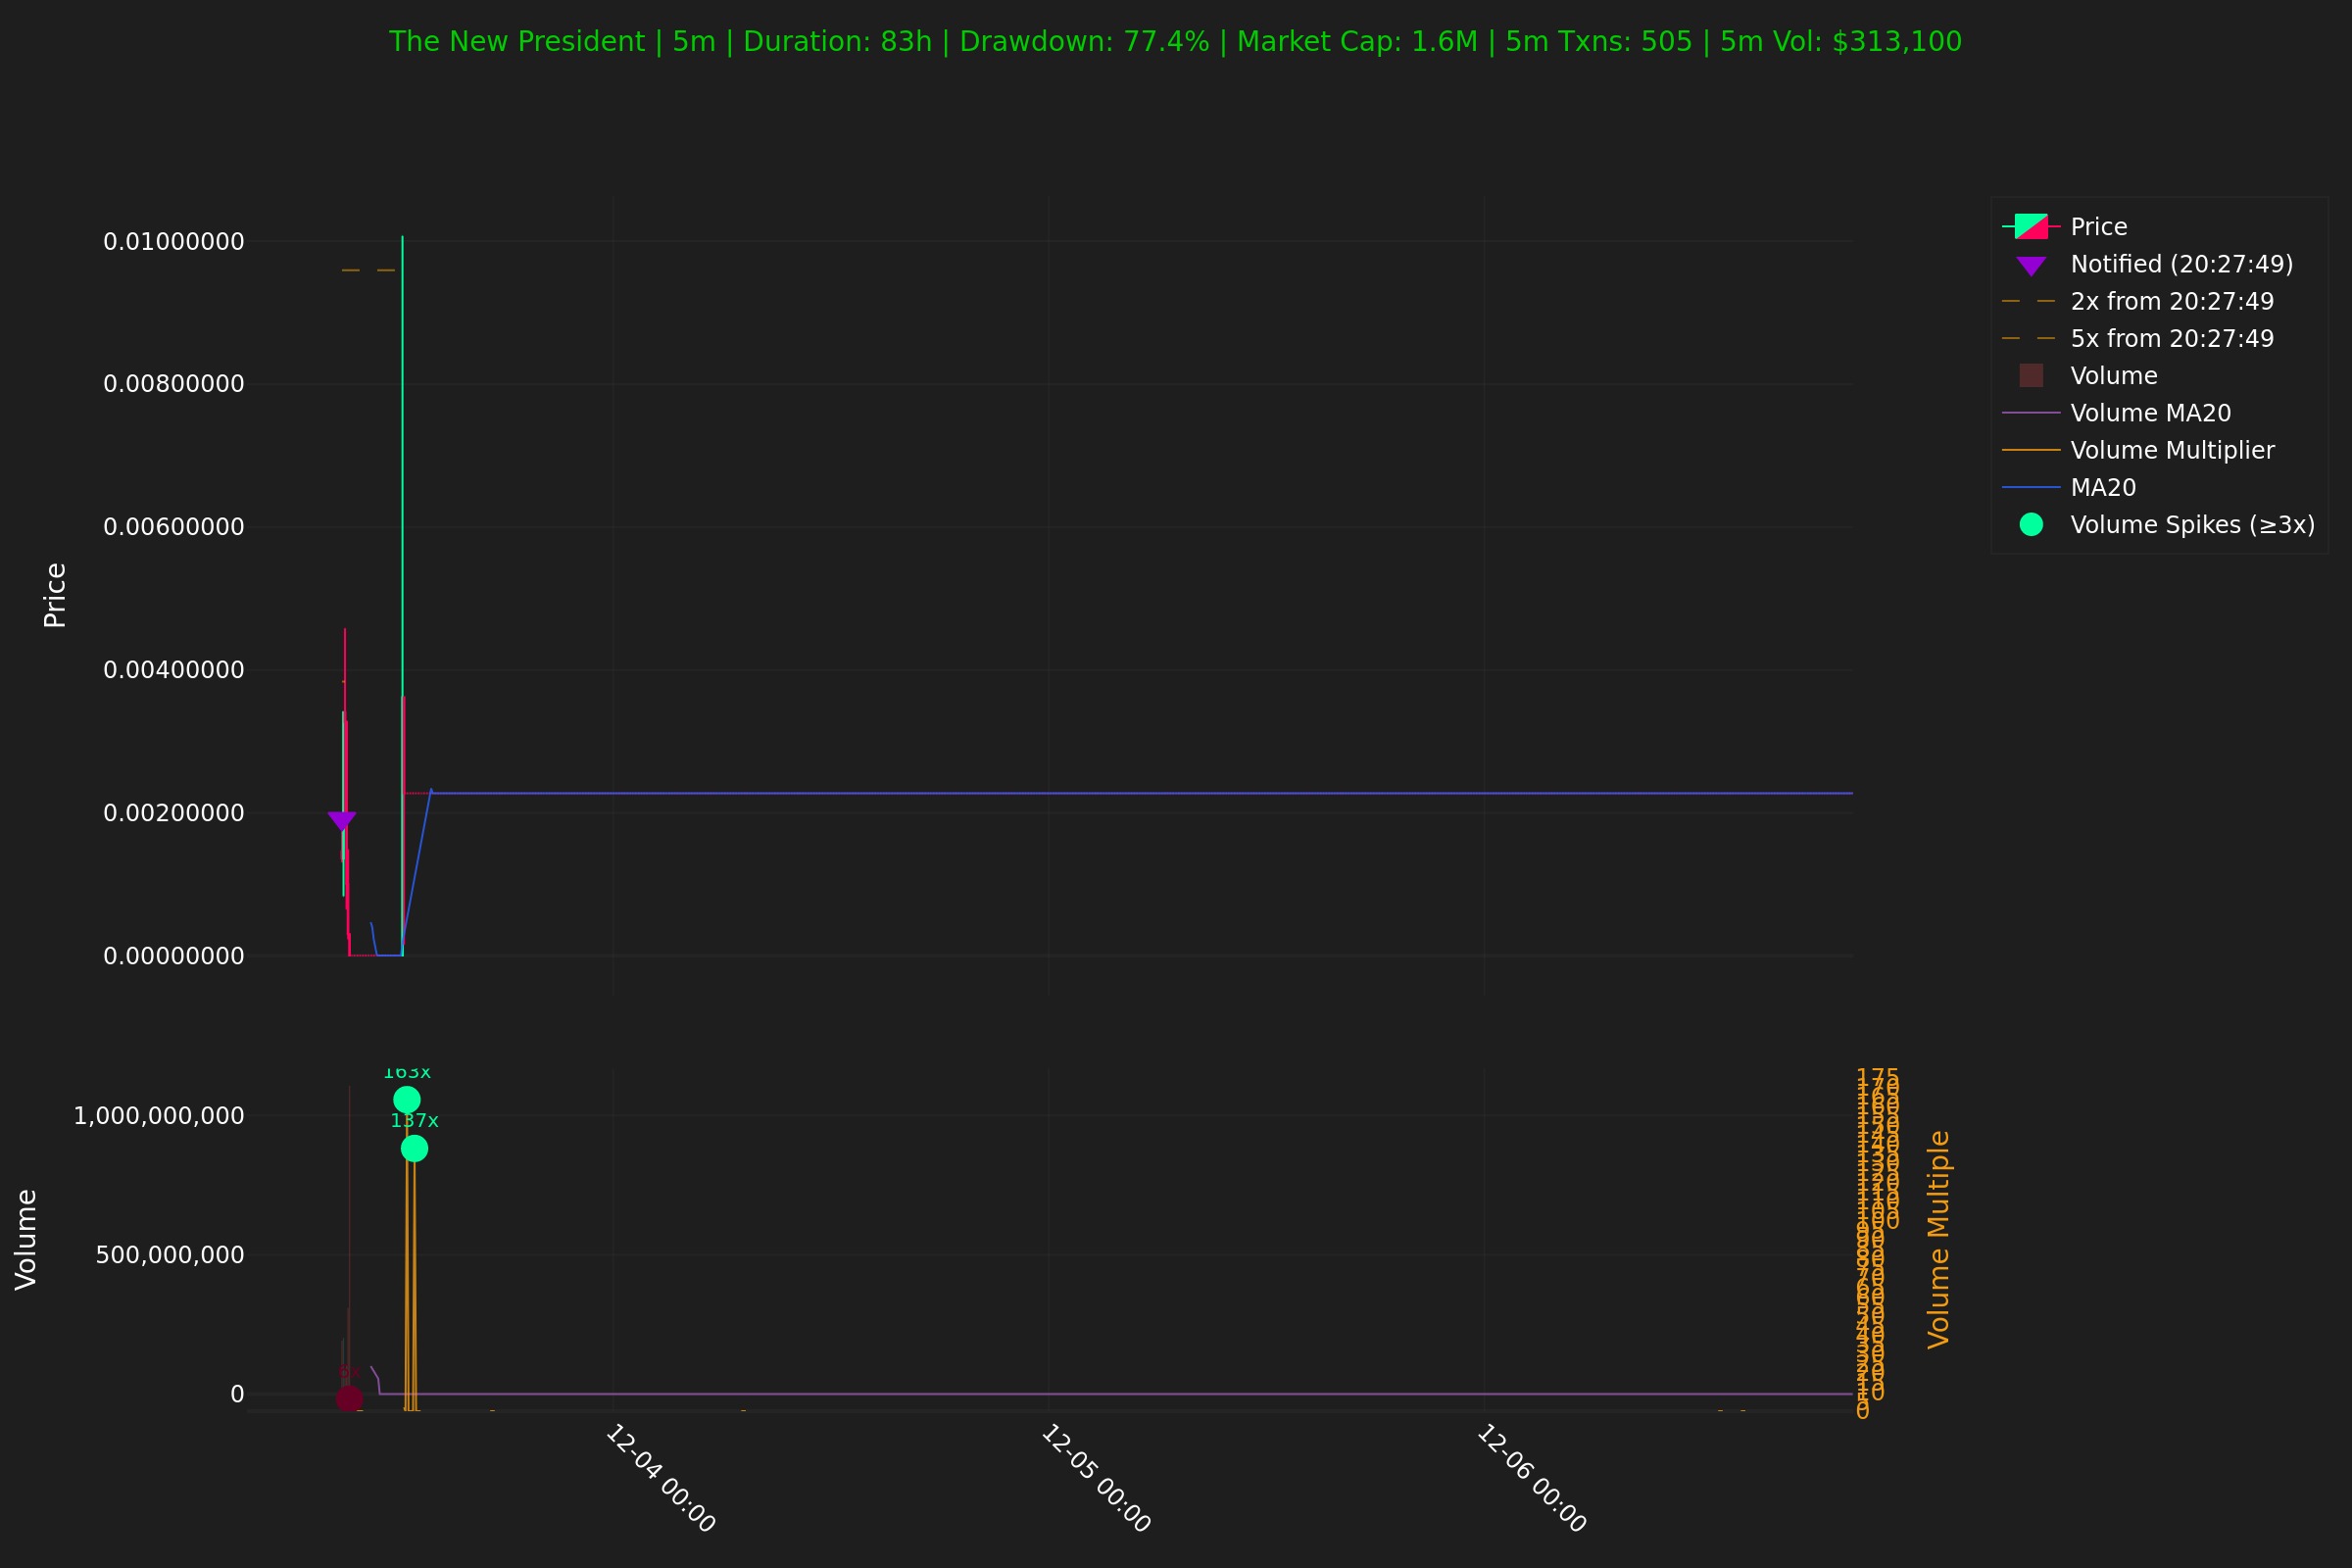 The New President | 5m | Duration: 83h | Drawdown: 77.4% | Market Cap: 1.6M | 5m Txns: 505 | 5m Vol: $313,100
Price
0.01000000
0.00800000
0.00600000
0.00400000
0.00200000
0.00000000
Price
Notified (20:27:49)
2x from 20:27:49
5x from 20:27:49
Volume
Volume MA20
Volume Multiplier
MA20
Volume Spikes (≥3x)
Volume
1,000,000,000
500,000,000
0
163x
137x
175
100
10
0
Volume Multiple
12-04 00:00
12-05 00:00
12-06 00:00